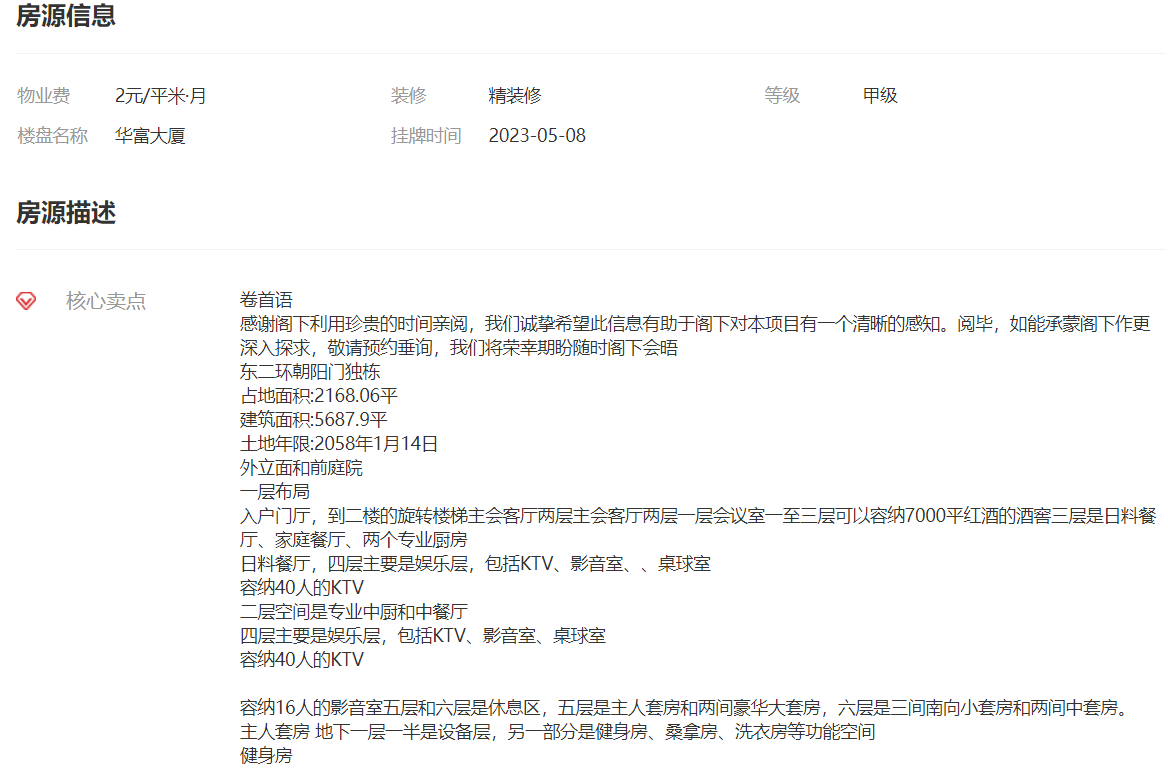 房源信息
物业费 2元/平米·月 装修 精装修 等级 甲级
楼盘名称 华富大厦 挂牌时间 2023-05-08
房源描述
核心卖点
卷首语
感谢阁下利用珍贵的时间亲阅，我们诚挚希望此信息有助于阁下对本项目有一个清晰的感知。阅毕，如能承蒙阁下作更
深入探求，敬请预约垂询，我们将荣幸期盼随时阁下会晤
东二环朝阳门独栋
占地面积:2168.06平
建筑面积:5687.9平
土地年限:2058年1月14日
外立面和前庭院
一层布局
入户门厅，到二楼的旋转楼梯主会客厅两层主会客厅两层一层会议室一至三层可以容纳7000平红酒的酒窖三层是日料餐
厅、家庭餐厅、两个专业厨房
日料餐厅，四层主要是娱乐层，包括KTV、影音室、、桌球室
容纳40人的KTV
二层空间是专业中厨和中餐厅
四层主要是娱乐层，包括KTV、影音室、桌球室
容纳40人的KTV
容纳16人的影音室五层和六层是休息区，五层是主人套房和两间豪华大套房，六层是三间南向小套房和两间中套房。
主人套房 地下一层一半是设备层，另一部分是健身房、桑拿房、洗衣房等功能空间
健身房